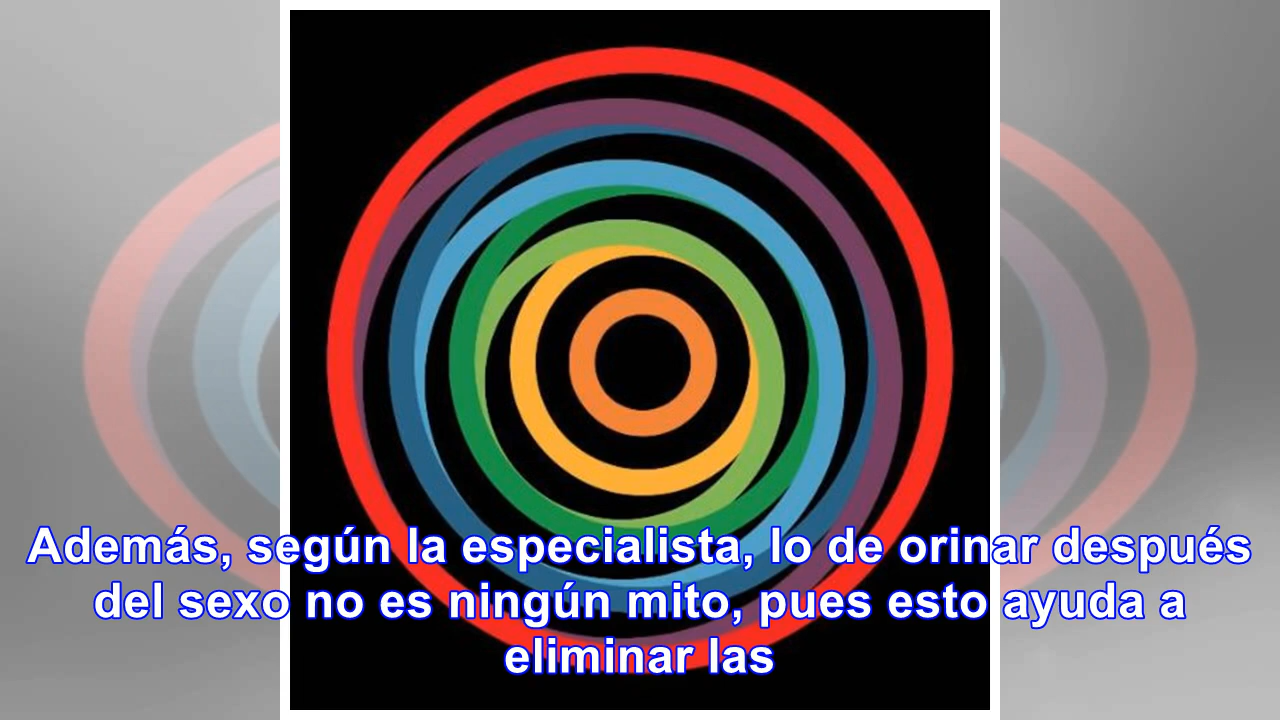 Además, según la especialista, lo de orinar después
del sexo no es ningún mito, pues esto ayuda a
eliminar las